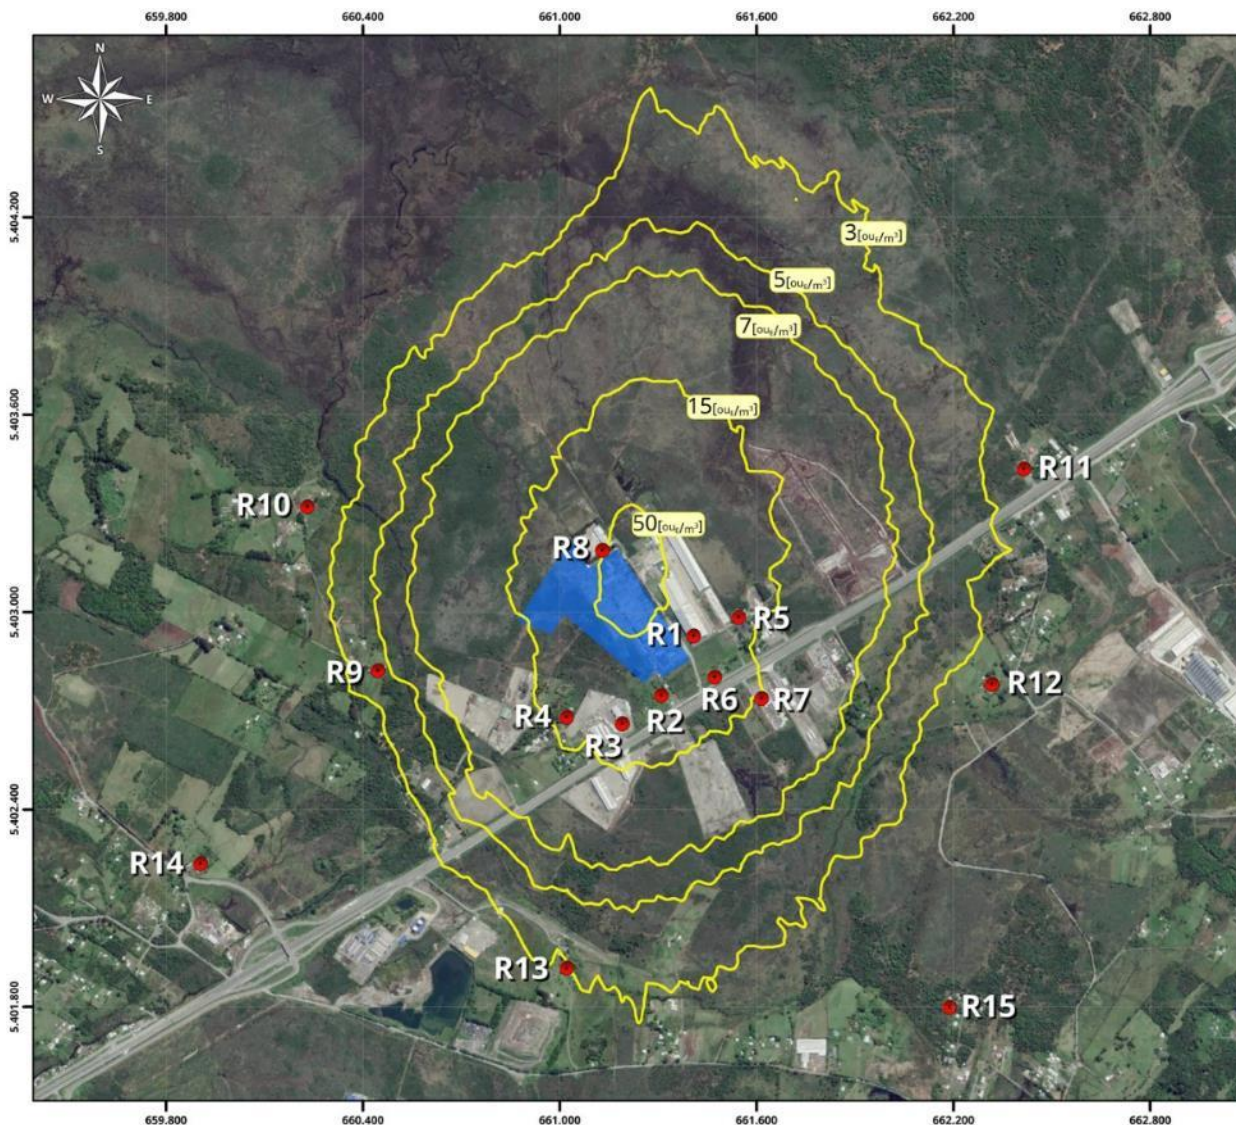 659.800 660.400 661.000 661.600 662.200 662.800
N
W E
S
5.404.200
3[ouₑ/m³]
5[ouₑ/m³]
7[ouₑ/m³]
5.403.600
15[ouₑ/m³]
R11
R10
50[ouₑ/m³]
R8
5.403.000
R5
R1
R9
R6
R12
R2
R7
R4
R3
5.402.400
R14
R13
5.401.800
R15
659.800 660.400 661.000 661.600 662.200 662.800